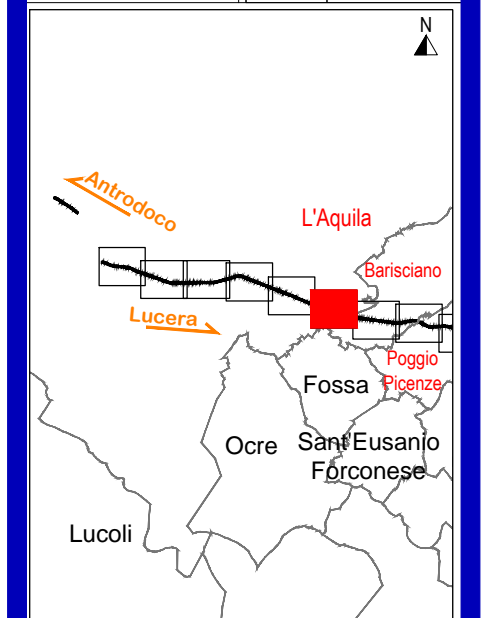 N
Antrodoco
L'Aquila
Barisciano
Lucera
Poggio
Picenze
Fossa
Ocre
Sant'Eusanio
Forconese
Lucoli